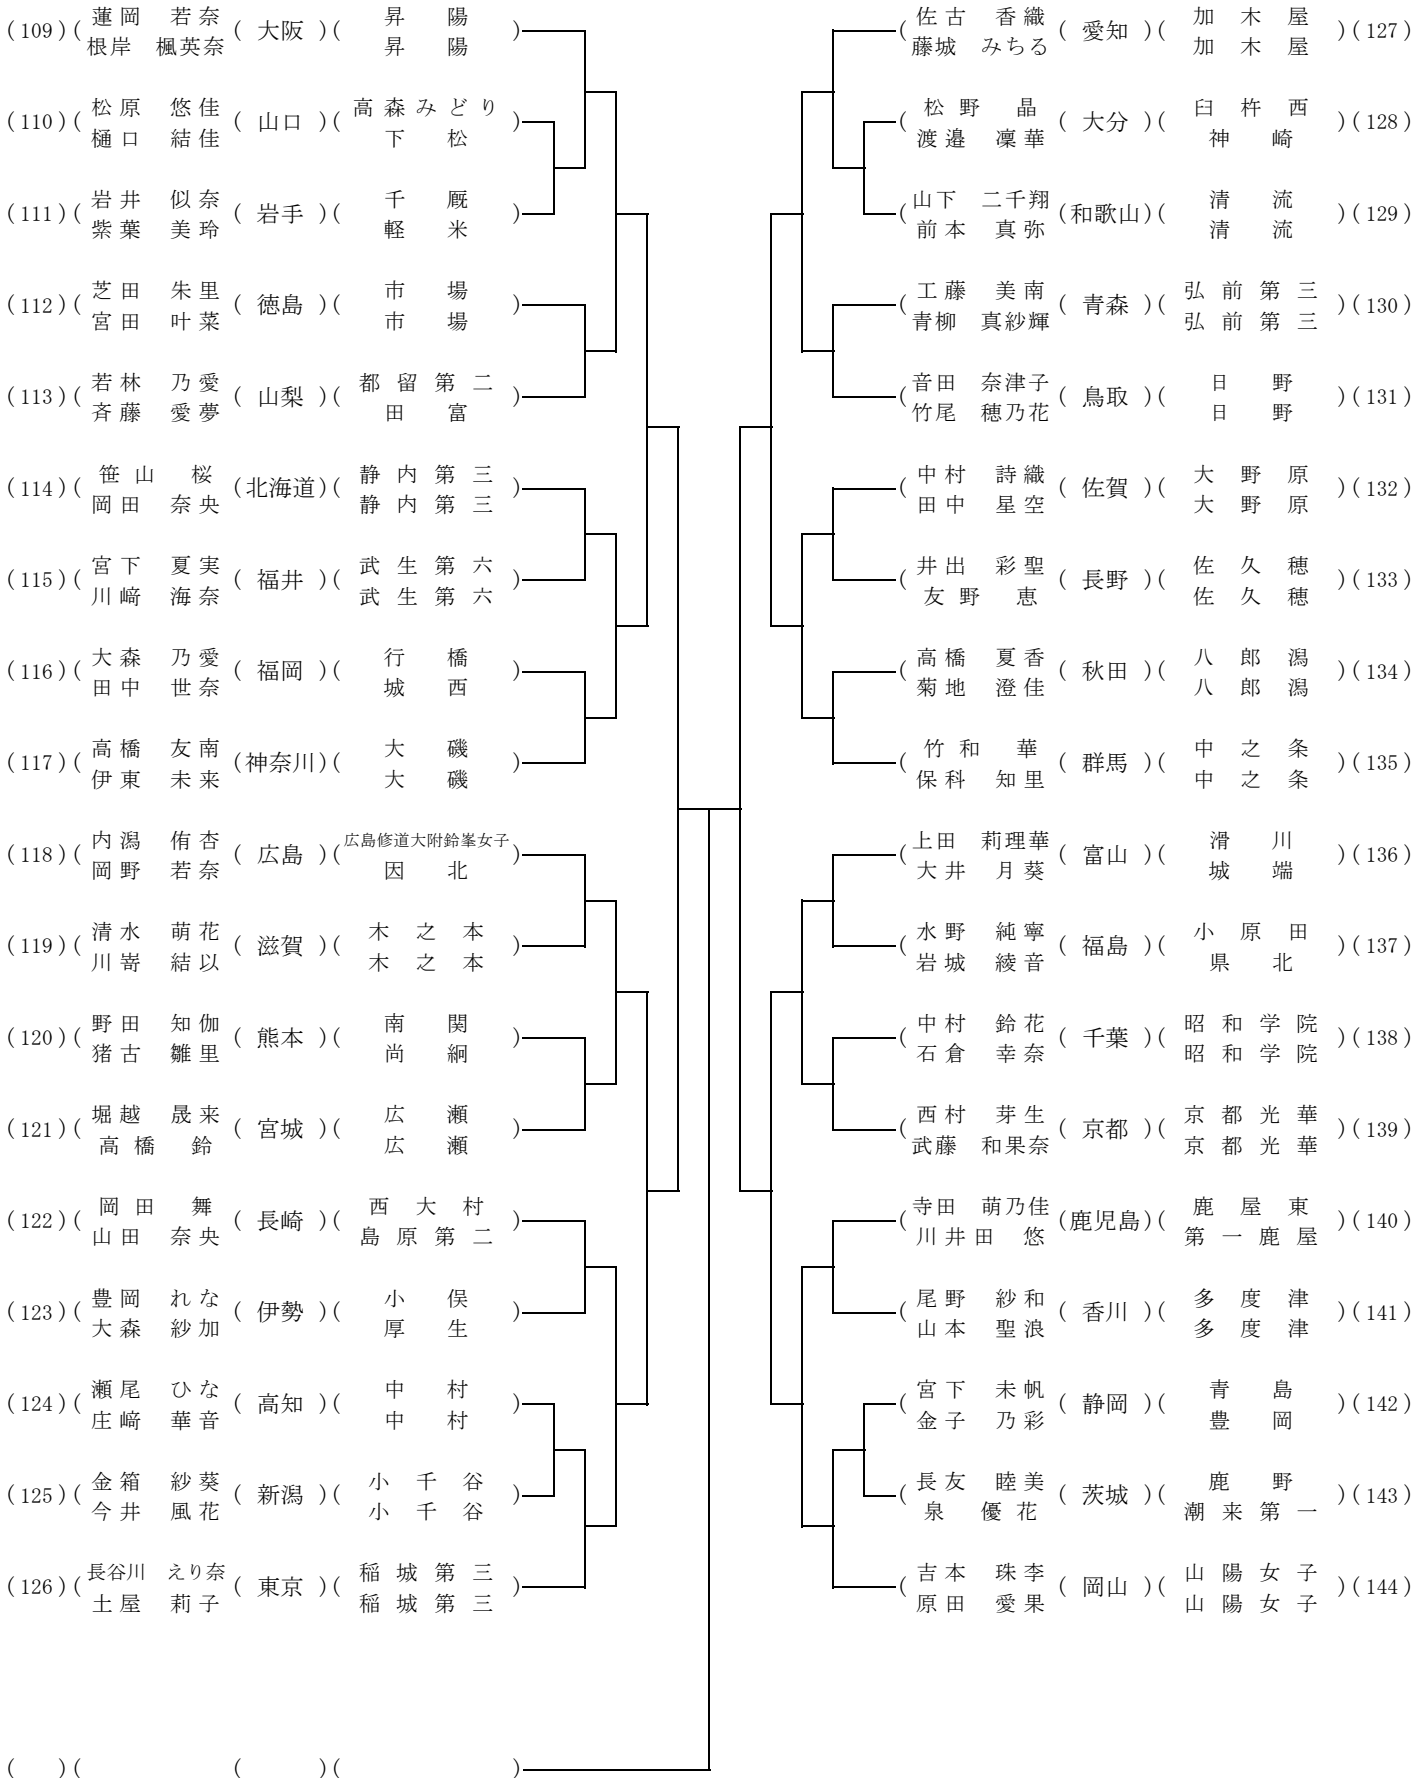 (109)(蓮岡 若奈 根岸 楓英奈(大阪)(昇陽 昇陽)
(110)(松原 悠佳 樋口 結佳(山口)(高森みどり 下松)
(111)(岩井 似奈 紫葉 美玲(岩手)(千厩 軽米)
(112)(芝田 朱里 宮田 叶菜(徳島)(市場 市場)
(113)(若林 乃愛 斉藤 愛夢(山梨)(都留第二 田富)
(114)(笹山 桜 岡田 奈央(北海道)(静内第三 静内第三)
(115)(宮下 夏実 川﨑 海奈(福井)(武生第六 武生第六)
(116)(大森 乃愛 田中 世奈(福岡)(行橋 城西)
(117)(高橋 友南 伊東 未来(神奈川)(大磯 大磯)
(118)(内潟 侑杏 岡野 若奈(広島)(広島修道大附鈴峯女子 因北)
(119)(清水 萌花 川嵜 結以(滋賀)(木之本 木之本)
(120)(野田 知伽 猪古 雛里(熊本)(南関 尚絅)
(121)(堀越 晟来 高橋 鈴(宮城)(広瀬 広瀬)
(122)(岡田 舞 山田 奈央(長崎)(西大村 島原第二)
(123)(豊岡 れな 大森 紗加(伊勢)(小俣 厚生)
(124)(瀬尾 ひな 庄﨑 華音(高知)(中村 中村)
(125)(金箱 紗葵 今井 風花(新潟)(小千谷 小千谷)
(126)(長谷川 えり奈 土屋 莉子(東京)(稲城第三 稲城第三)
( )( ( )( )
(佐古 香織 藤城 みちる(愛知)(加木屋 加木屋)(127)
(松野 晶 渡邉 凜華(大分)(臼杵西 神崎)(128)
(山下 二千翔 前本 真弥(和歌山)(清流 清流)(129)
(工藤 美南 青柳 真紗輝(青森)(弘前第三 弘前第三)(130)
(音田 奈津子 竹尾 穂乃花(鳥取)(日野 日野)(131)
(中村 詩織 田中 星空(佐賀)(大野原 大野原)(132)
(井出 彩聖 友野 恵(長野)(佐久穂 佐久穂)(133)
(高橋 夏香 菊地 澄佳(秋田)(八郎潟 八郎潟)(134)
(竹和 華 保科 知里(群馬)(中之条 中之条)(135)
(上田 莉理華 大井 月葵(富山)(滑川 城端)(136)
(水野 純寧 岩城 綾音(福島)(小原田 県北)(137)
(中村 鈴花 石倉 幸奈(千葉)(昭和学院 昭和学院)(138)
(西村 芽生 武藤 和果奈(京都)(京都光華 京都光華)(139)
(寺田 萌乃佳 川井田 悠(鹿児島)(鹿屋東 第一鹿屋)(140)
(尾野 紗和 山本 聖浪(香川)(多度津 多度津)(141)
(宮下 未帆 金子 乃彩(静岡)(青島 豊岡)(142)
(長友 睦美 泉 優花(茨城)(鹿野 潮来第一)(143)
(吉本 珠李 原田 愛果(岡山)(山陽女子 山陽女子)(144)